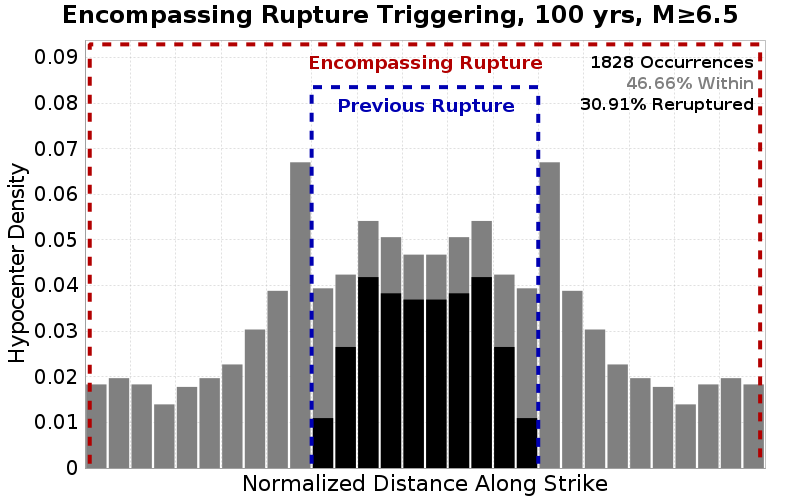 Encompassing Rupture Triggering, 100 yrs, M≥6.5
Encompassing Rupture
1828 Occurrences
46.66% Within
30.91% Reruptured
Previous Rupture
Hypocenter Density
0.09
0.08
0.07
0.06
0.05
0.04
0.03
0.02
0.01
0
Normalized Distance Along Strike